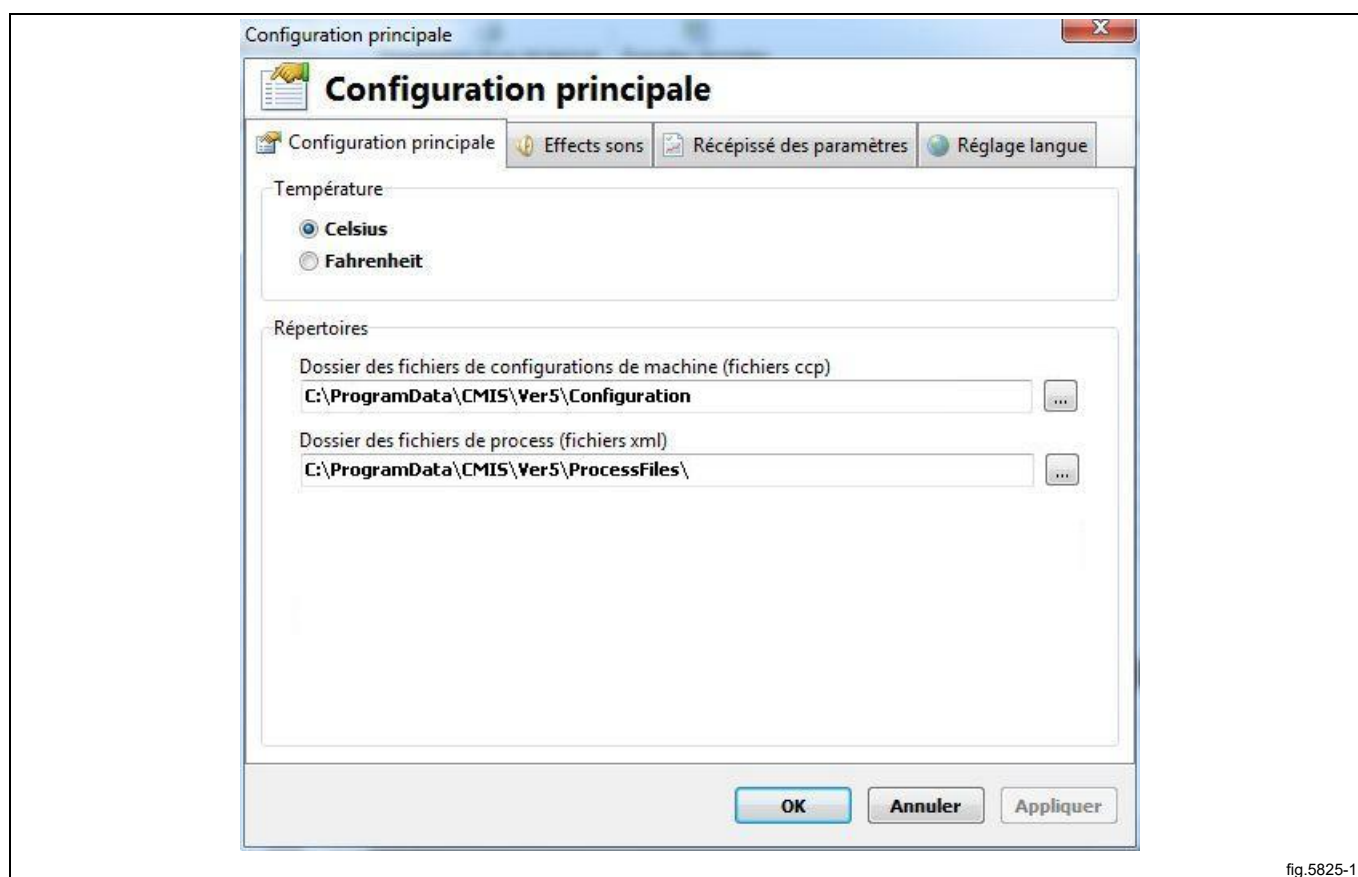 Configuration principale
Configuration principale
Configuration principale
Effects sons
Récépissé des paramètres
Réglage langue
Température
Celsius
Fahrenheit
Répertoires
Dossier des fichiers de configurations de machine (fichiers ccp)
C:\ProgramData\CMIS\Ver5\Configuration
...
Dossier des fichiers de process (fichiers xml)
C:\ProgramData\CMIS\Ver5\ProcessFiles\
...
OK
Annuler
Appliquer
fig.5825-1